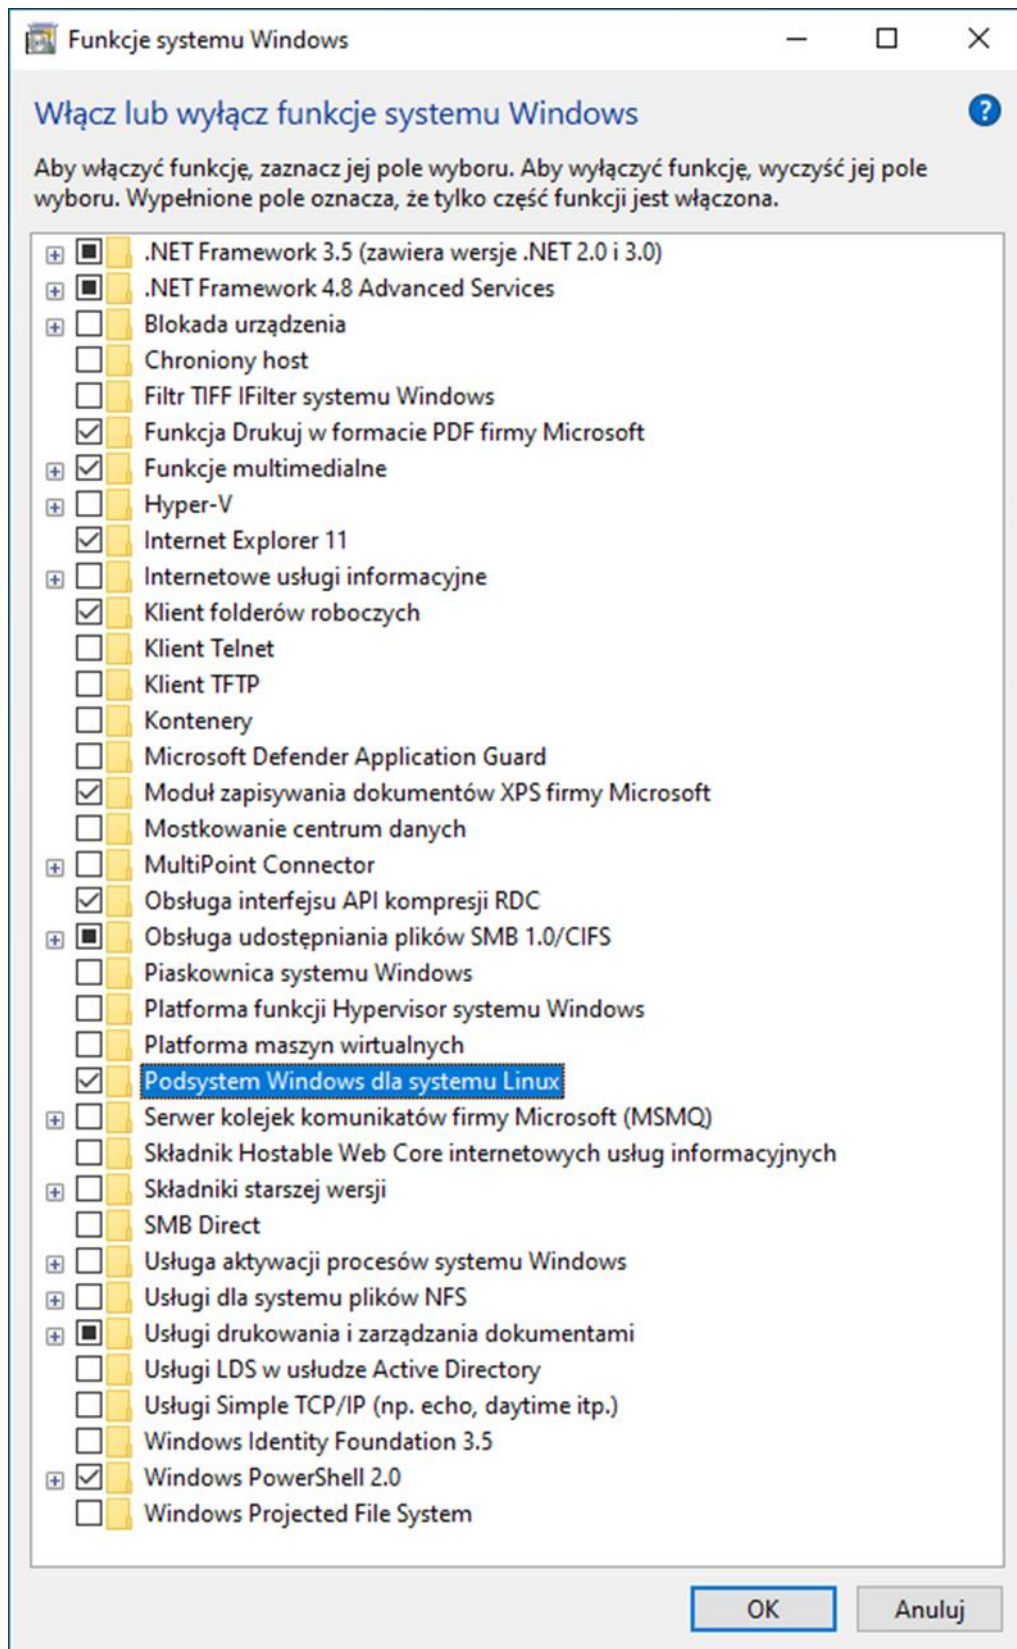 Funkcje systemu Windows
Włącz lub wyłącz funkcje systemu Windows
Aby włączyć funkcję, zaznacz jej pole wyboru. Aby wyłączyć funkcję, wyczyść jej pole
wyboru. Wypełnione pole oznacza, że tylko część funkcji jest włączona.
.NET Framework 3.5 (zawiera wersje .NET 2.0 i 3.0)
.NET Framework 4.8 Advanced Services
Blokada urządzenia
Chroniony host
Filtr TIFF IFilter systemu Windows
Funkcja Drukuj w formacie PDF firmy Microsoft
Funkcje multimedialne
Hyper-V
Internet Explorer 11
Internetowe usługi informacyjne
Klient folderów roboczych
Klient Telnet
Klient TFTP
Kontenery
Microsoft Defender Application Guard
Moduł zapisywania dokumentów XPS firmy Microsoft
Mostkowanie centrum danych
MultiPoint Connector
Obsługa interfejsu API kompresji RDC
Obsługa udostępniania plików SMB 1.0/CIFS
Piaskownica systemu Windows
Platforma funkcji Hypervisor systemu Windows
Platforma maszyn wirtualnych
Podsystem Windows dla systemu Linux
Serwer kolejek komunikatów firmy Microsoft (MSMQ)
Składnik Hostable Web Core internetowych usług informacyjnych
Składniki starszej wersji
SMB Direct
Usługa aktywacji procesów systemu Windows
Usługi dla systemu plików NFS
Usługi drukowania i zarządzania dokumentami
Usługi LDS w usłudze Active Directory
Usługi Simple TCP/IP (np. echo, daytime itp.)
Windows Identity Foundation 3.5
Windows PowerShell 2.0
Windows Projected File System
OK Anuluj